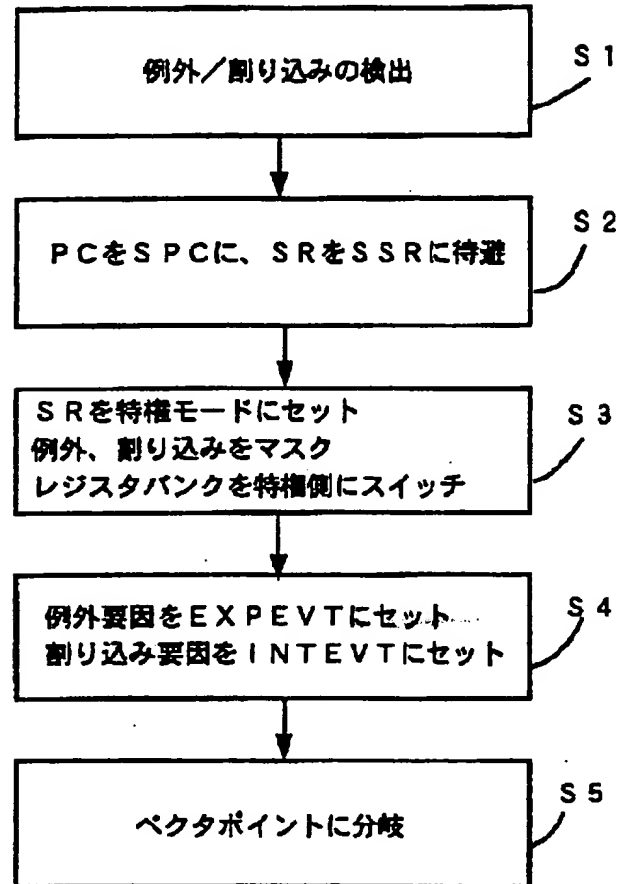 例外／割り込みの検出
S1
PCをSPCに、SRをSSRに待避
S2
SRを特権モードにセット
例外、割り込みをマスク
レジスタバンクを特権側にスイッチ
S3
例外要因をEXPEVTにセット
割り込み要因をINTEVTにセット
S4
ベクタポイントに分岐
S5